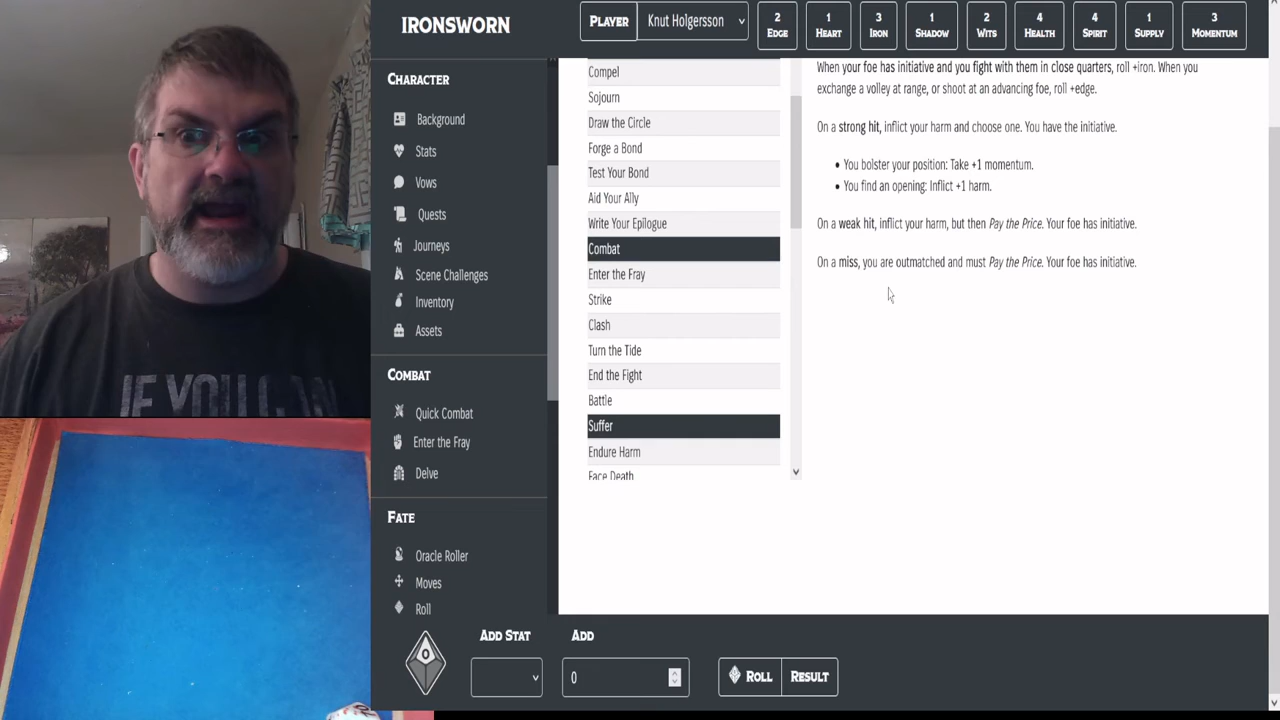 IRONSWORN
PLAYER
Knut Holgersson
2 EDGE
1 HEART
3 IRON
1 SHADOW
2 WITS
4 HEALTH
4 SPIRIT
1 SUPPLY
3 MOMENTUM
CHARACTER
Background
Stats
Vows
Quests
Journeys
Scene Challenges
Inventory
Assets
COMBAT
Quick Combat
Enter the Fray
Delve
FATE
Oracle Roller
Moves
Roll
Compel
Sojourn
Draw the Circle
Forge a Bond
Test Your Bond
Aid Your Ally
Write Your Epilogue
Combat
Enter the Fray
Strike
Clash
Turn the Tide
End the Fight
Battle
Suffer
Endure Harm
Face Death
When your foe has initiative and you fight with them in close quarters, roll +iron. When you
exchange a volley at range, or shoot at an advancing foe, roll +edge.
On a strong hit, inflict your harm and choose one. You have the initiative.
• You bolster your position: Take +1 momentum.
• You find an opening: Inflict +1 harm.
On a weak hit, inflict your harm, but then Pay the Price. Your foe has initiative.
On a miss, you are outmatched and must Pay the Price. Your foe has initiative.
0
ADD STAT
ADD
0
ROLL
RESULT
IF YOU CAN